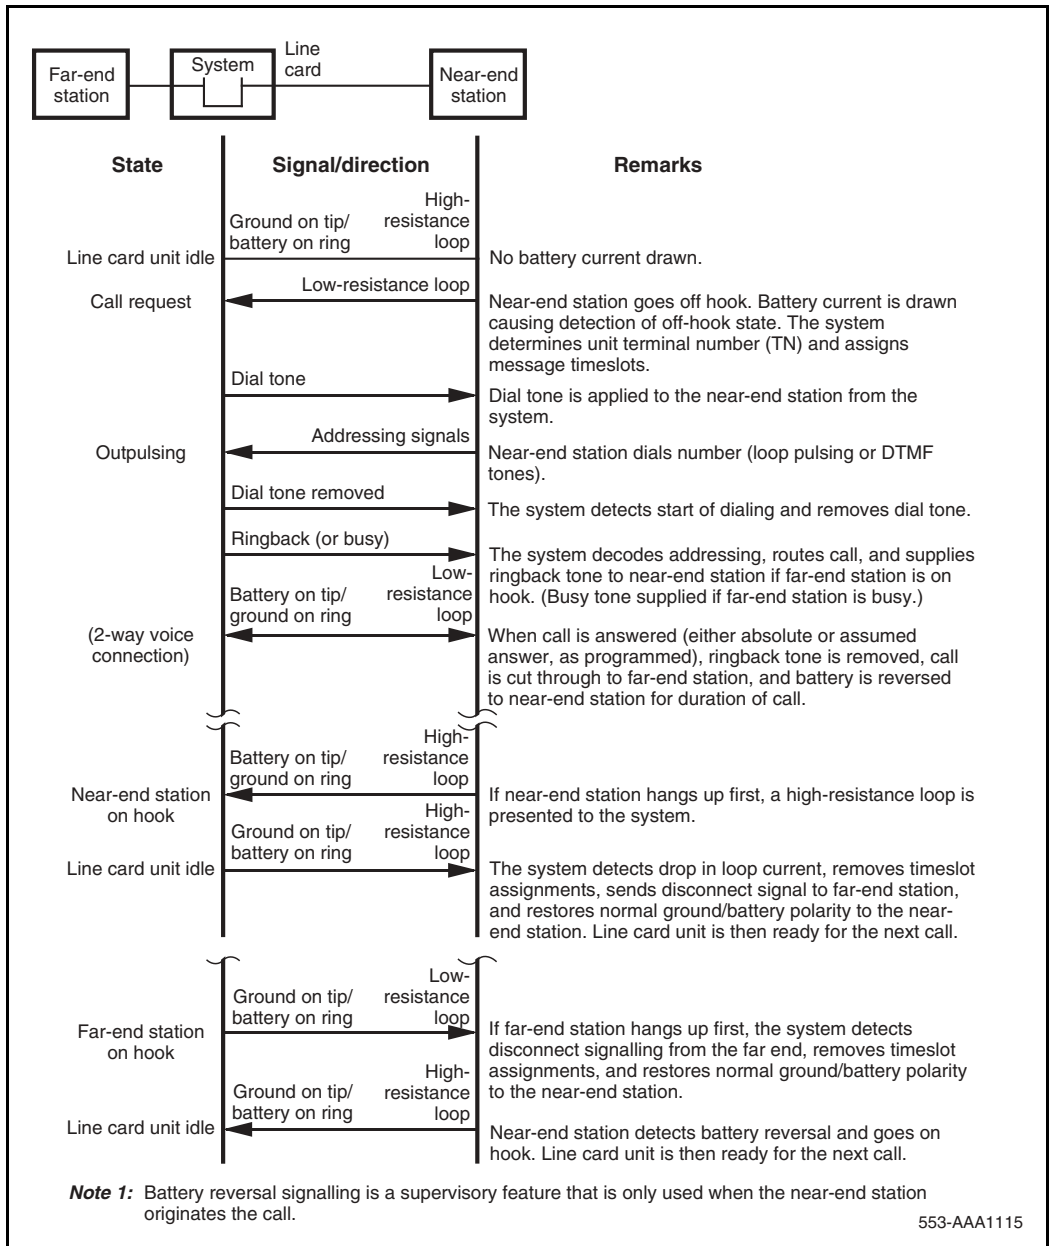 Far-end
station
System
Line
card
Near-end
station
State
Signal/direction
Remarks
Ground on tip/
battery on ring
High-
resistance
loop
Line card unit idle
No battery current drawn.
Call request
Low-resistance loop
Near-end station goes off hook. Battery current is drawn
causing detection of off-hook state. The system
determines unit terminal number (TN) and assigns
message timeslots.
Dial tone
Dial tone is applied to the near-end station from the
system.
Outpulsing
Addressing signals
Near-end station dials number (loop pulsing or DTMF
tones).
Dial tone removed
The system detects start of dialing and removes dial tone.
Ringback (or busy)
The system decodes addressing, routes call, and supplies
ringback tone to near-end station if far-end station is on
hook. (Busy tone supplied if far-end station is busy.)
Battery on tip/
ground on ring
Low-
resistance
loop
(2-way voice
connection)
When call is answered (either absolute or assumed
answer, as programmed), ringback tone is removed, call
is cut through to far-end station, and battery is reversed
to near-end station for duration of call.
Battery on tip/
ground on ring
High-
resistance
loop
Near-end station
on hook
If near-end station hangs up first, a high-resistance loop is
presented to the system.
Ground on tip/
battery on ring
High-
resistance
loop
Line card unit idle
The system detects drop in loop current, removes timeslot
assignments, sends disconnect signal to far-end station,
and restores normal ground/battery polarity to the near-
end station. Line card unit is then ready for the next call.
Ground on tip/
battery on ring
Low-
resistance
loop
Far-end station
on hook
If far-end station hangs up first, the system detects
disconnect signalling from the far end, removes timeslot
assignments, and restores normal ground/battery polarity
to the near-end station.
Ground on tip/
battery on ring
High-
resistance
loop
Line card unit idle
Near-end station detects battery reversal and goes on
hook. Line card unit is then ready for the next call.
Note 1: Battery reversal signalling is a supervisory feature that is only used when the near-end station
originates the call.
553-AAA1115